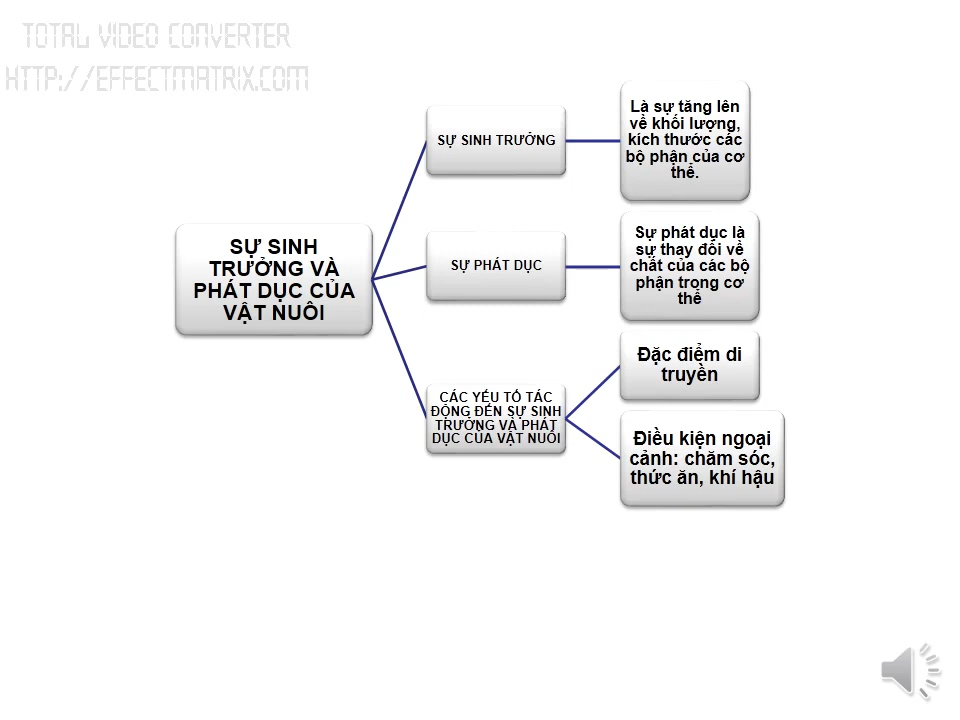 TOTAL VIDEO CONVERTER
HTTP://EFFECTMATRIX.COM
SỰ SINH
TRƯỞNG VÀ
PHÁT DỤC CỦA
VẬT NUÔI
SỰ SINH TRƯỞNG
Là sự tăng lên
về khối lượng,
kích thước các
bộ phận của cơ
thể.
SỰ PHÁT DỤC
Sự phát dục là
sự thay đổi về
chất của các bộ
phận trong cơ
thể
CÁC YẾU TỐ TÁC
ĐỘNG ĐẾN SỰ SINH
TRƯỞNG VÀ PHÁT
DỤC CỦA VẬT NUÔI
Đặc điểm di
truyền
Điều kiện ngoại
cảnh: chăm sóc,
thức ăn, khí hậu